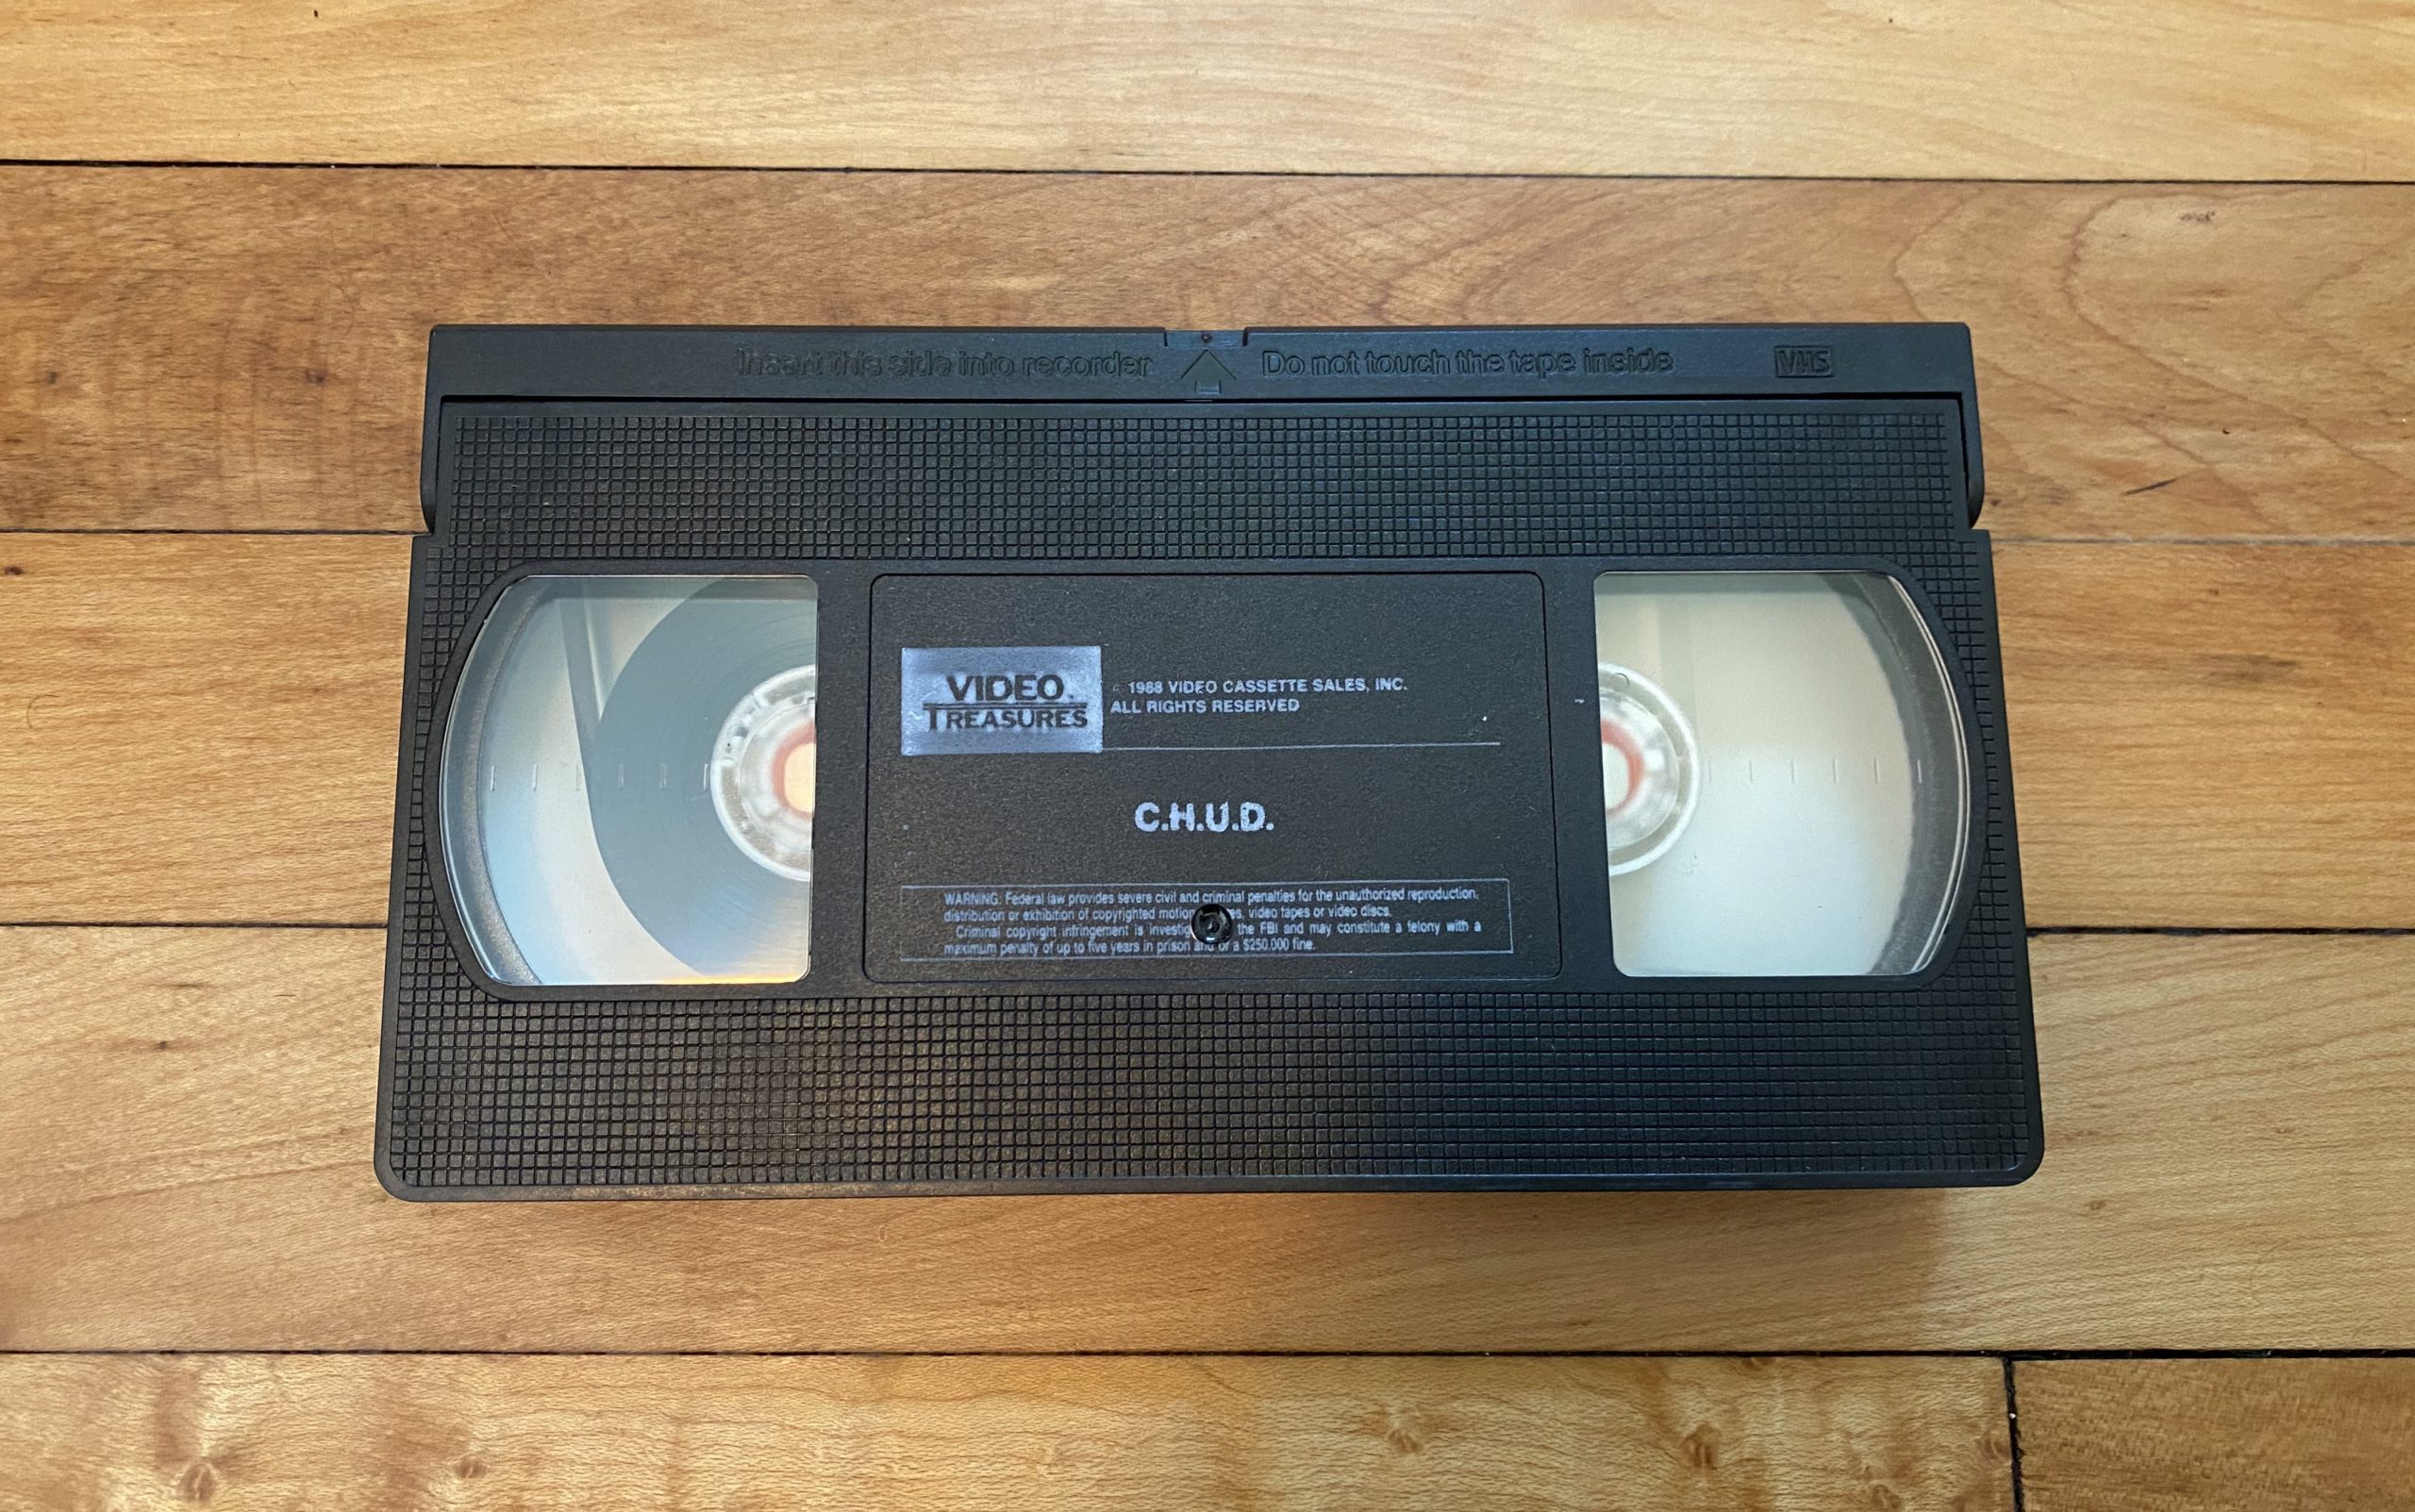 Insert this side into recorder Do not touch the tape inside VHS
VIDEO
TREASURES
© 1988 VIDEO CASSETTE SALES, INC.
ALL RIGHTS RESERVED
C.H.U.D.
WARNING: Federal law provides severe civil and criminal penalties for the unauthorized reproduction,
distribution or exhibition of copyrighted motion video tapes or video discs.
Criminal copyright infringement is the FBI and may constitute a felony with a
maximum penalty of up to five years in prison and/or a $250,000 fine.